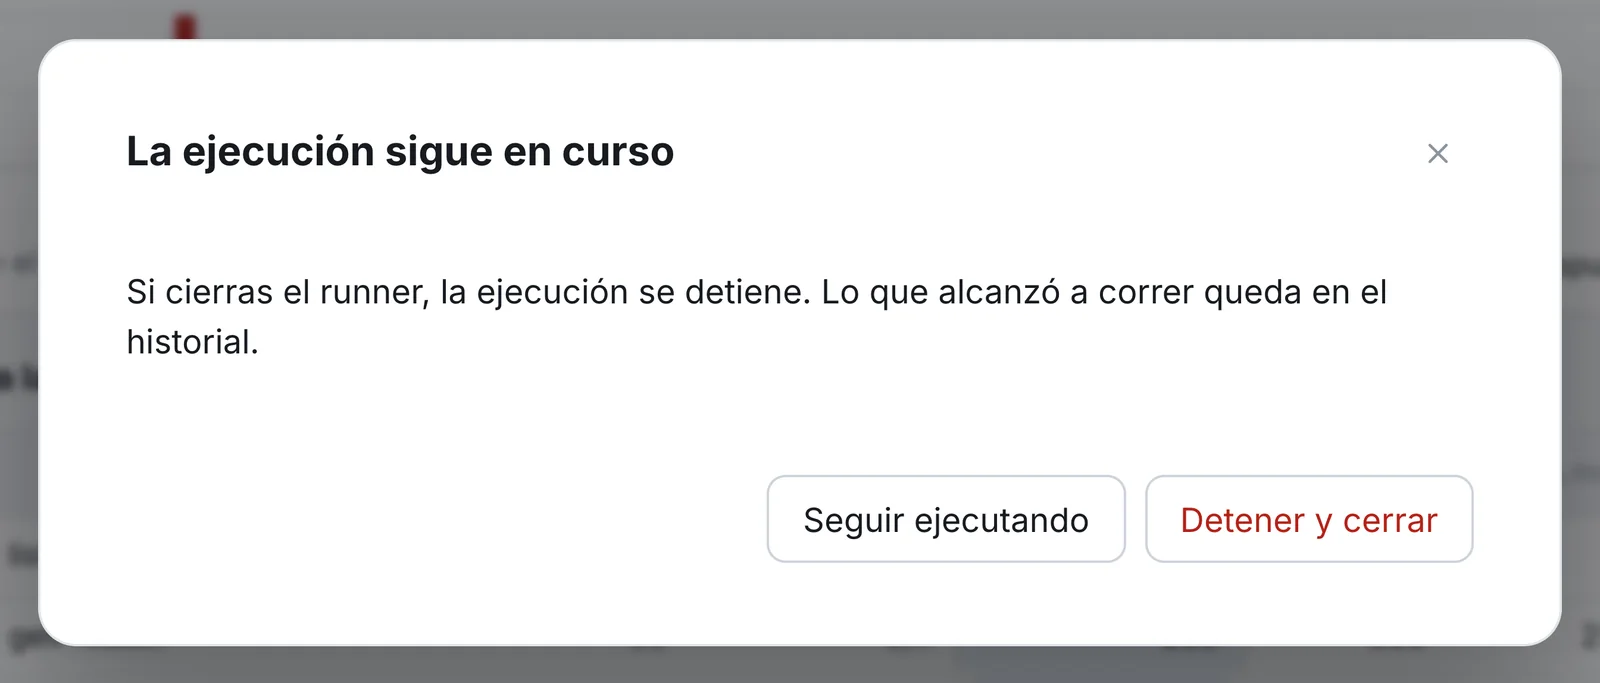 La ejecución sigue en curso
Si cierras el runner, la ejecución se detiene. Lo que alcanzó a correr queda en el
historial.
Seguir ejecutando
Detener y cerrar